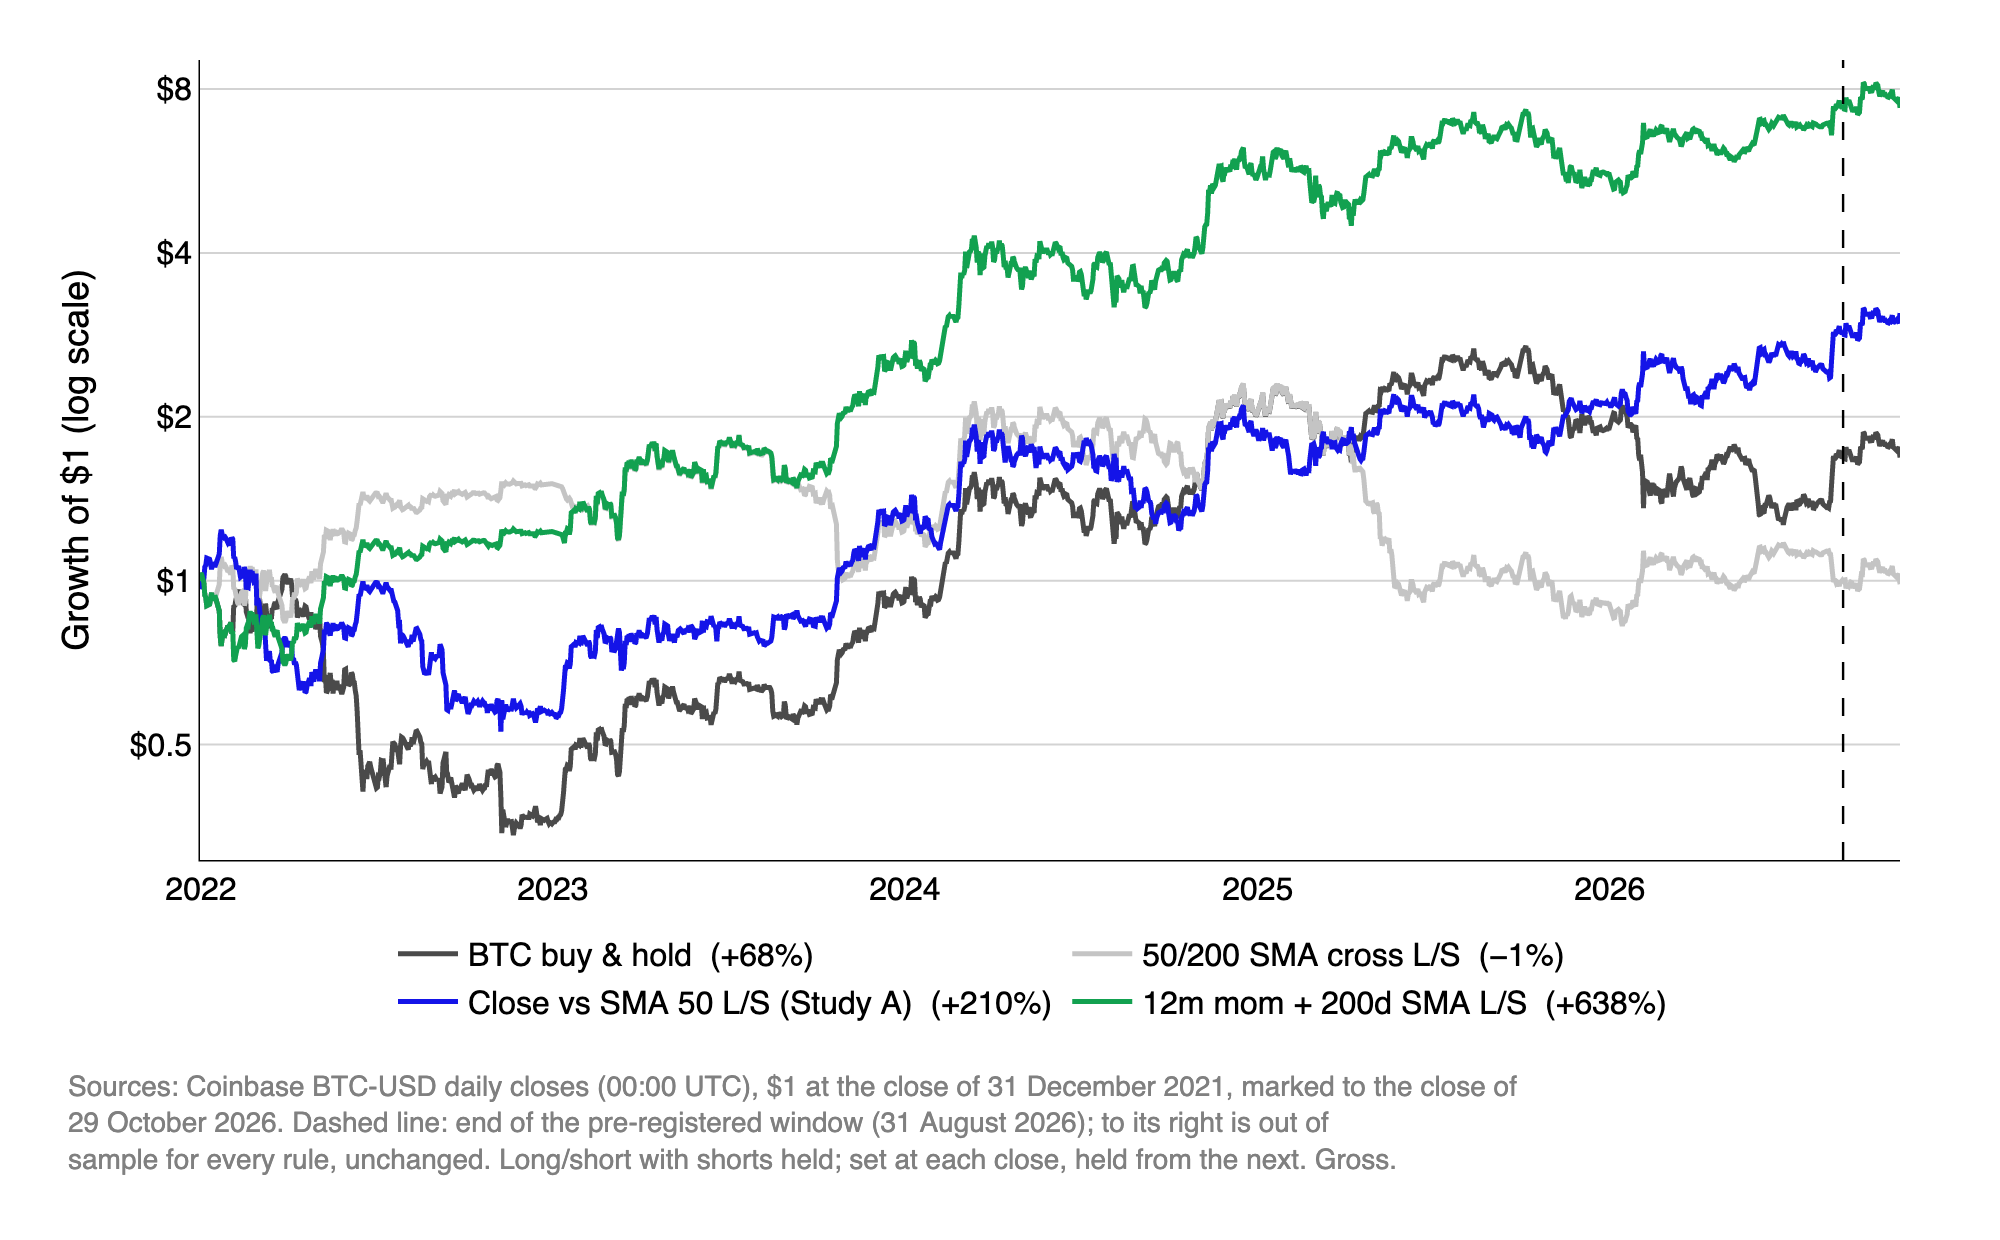 Growth of $1 (log scale)
$8
$4
$2
$1
$0.5
2022 2023 2024 2025 2026
BTC buy & hold (+68%)
50/200 SMA cross L/S (−1%)
Close vs SMA 50 L/S (Study A) (+210%)
12m mom + 200d SMA L/S (+638%)
Sources: Coinbase BTC-USD daily closes (00:00 UTC), $1 at the close of 31 December 2021, marked to the close of
29 October 2026. Dashed line: end of the pre-registered window (31 August 2026); to its right is out of
sample for every rule, unchanged. Long/short with shorts held; set at each close, held from the next. Gross.